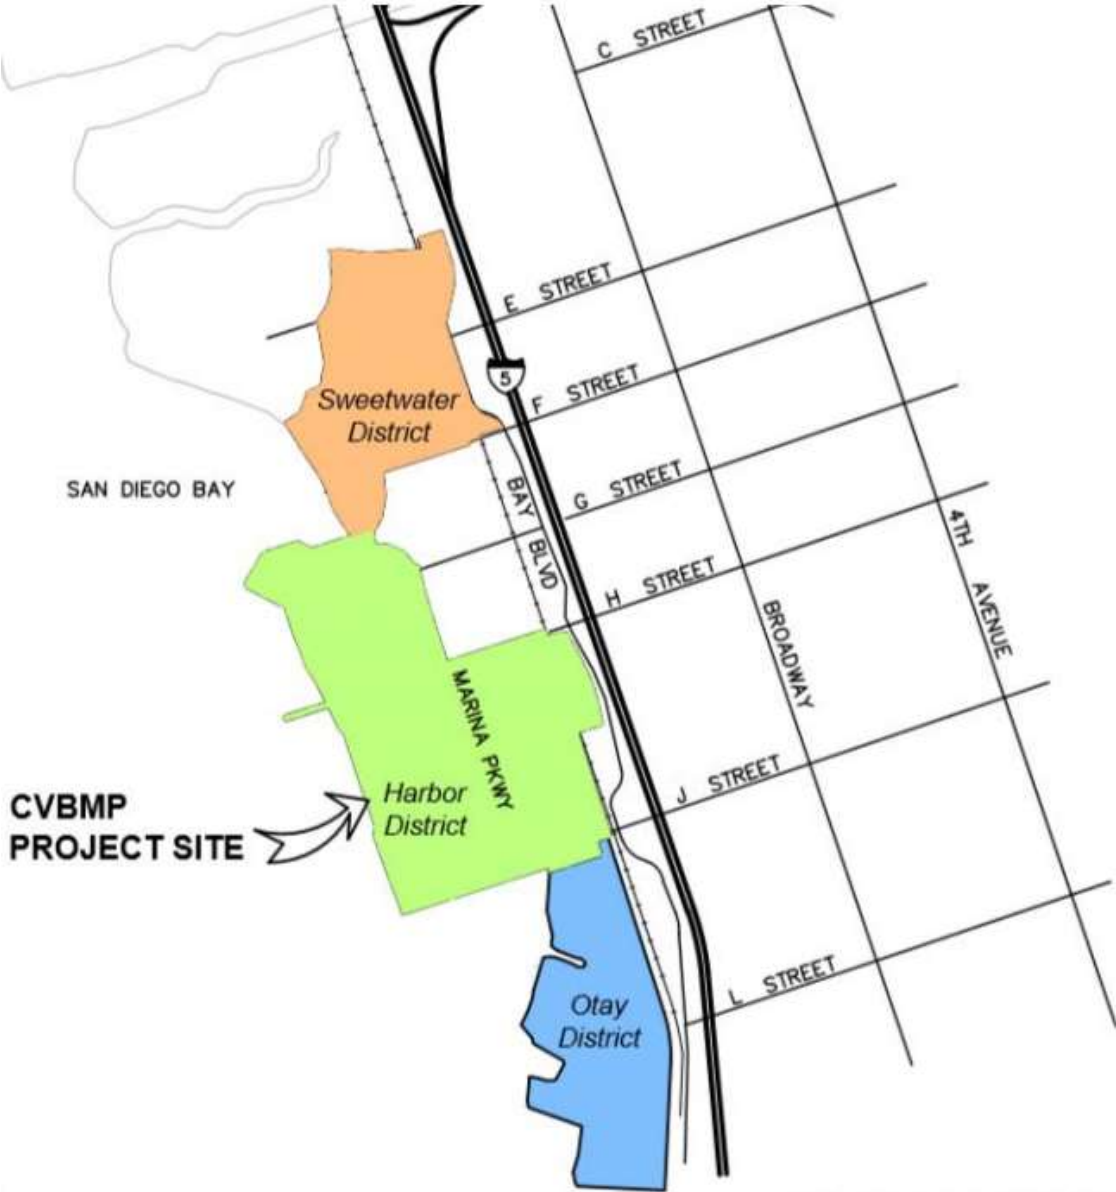 C STREET
E STREET
5
F STREET
Sweetwater
District
SAN DIEGO BAY
BAY BLVD
G STREET
4TH AVENUE
H STREET
BROADWAY
MARINA PKWY
J STREET
Harbor
District
CVBMP
PROJECT SITE
L STREET
Otay
District